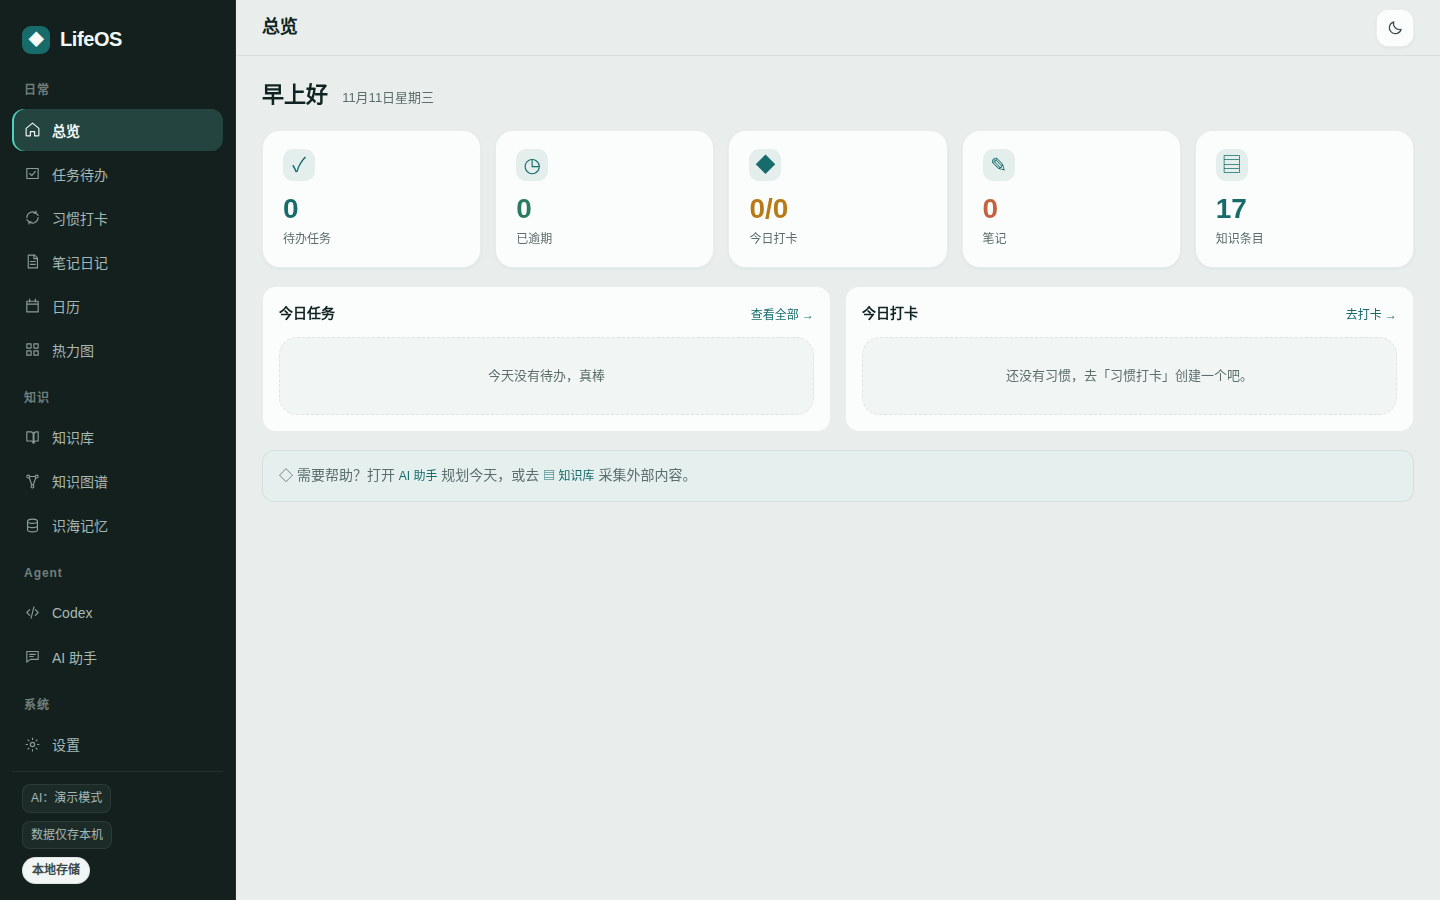 LifeOS
日常
总览
任务待办
习惯打卡
笔记日记
日历
热力图
知识
知识库
知识图谱
识海记忆
Agent
Codex
AI 助手
系统
设置
AI：演示模式
数据仅存本机
本地存储
总览
早上好 11月11日星期三
0
待办任务
0
已逾期
0/0
今日打卡
0
笔记
17
知识条目
今日任务
查看全部 →
今天没有待办，真棒
今日打卡
去打卡 →
还没有习惯，去「习惯打卡」创建一个吧。
◇ 需要帮助？打开 AI 助手 规划今天，或去 ▤ 知识库 采集外部内容。